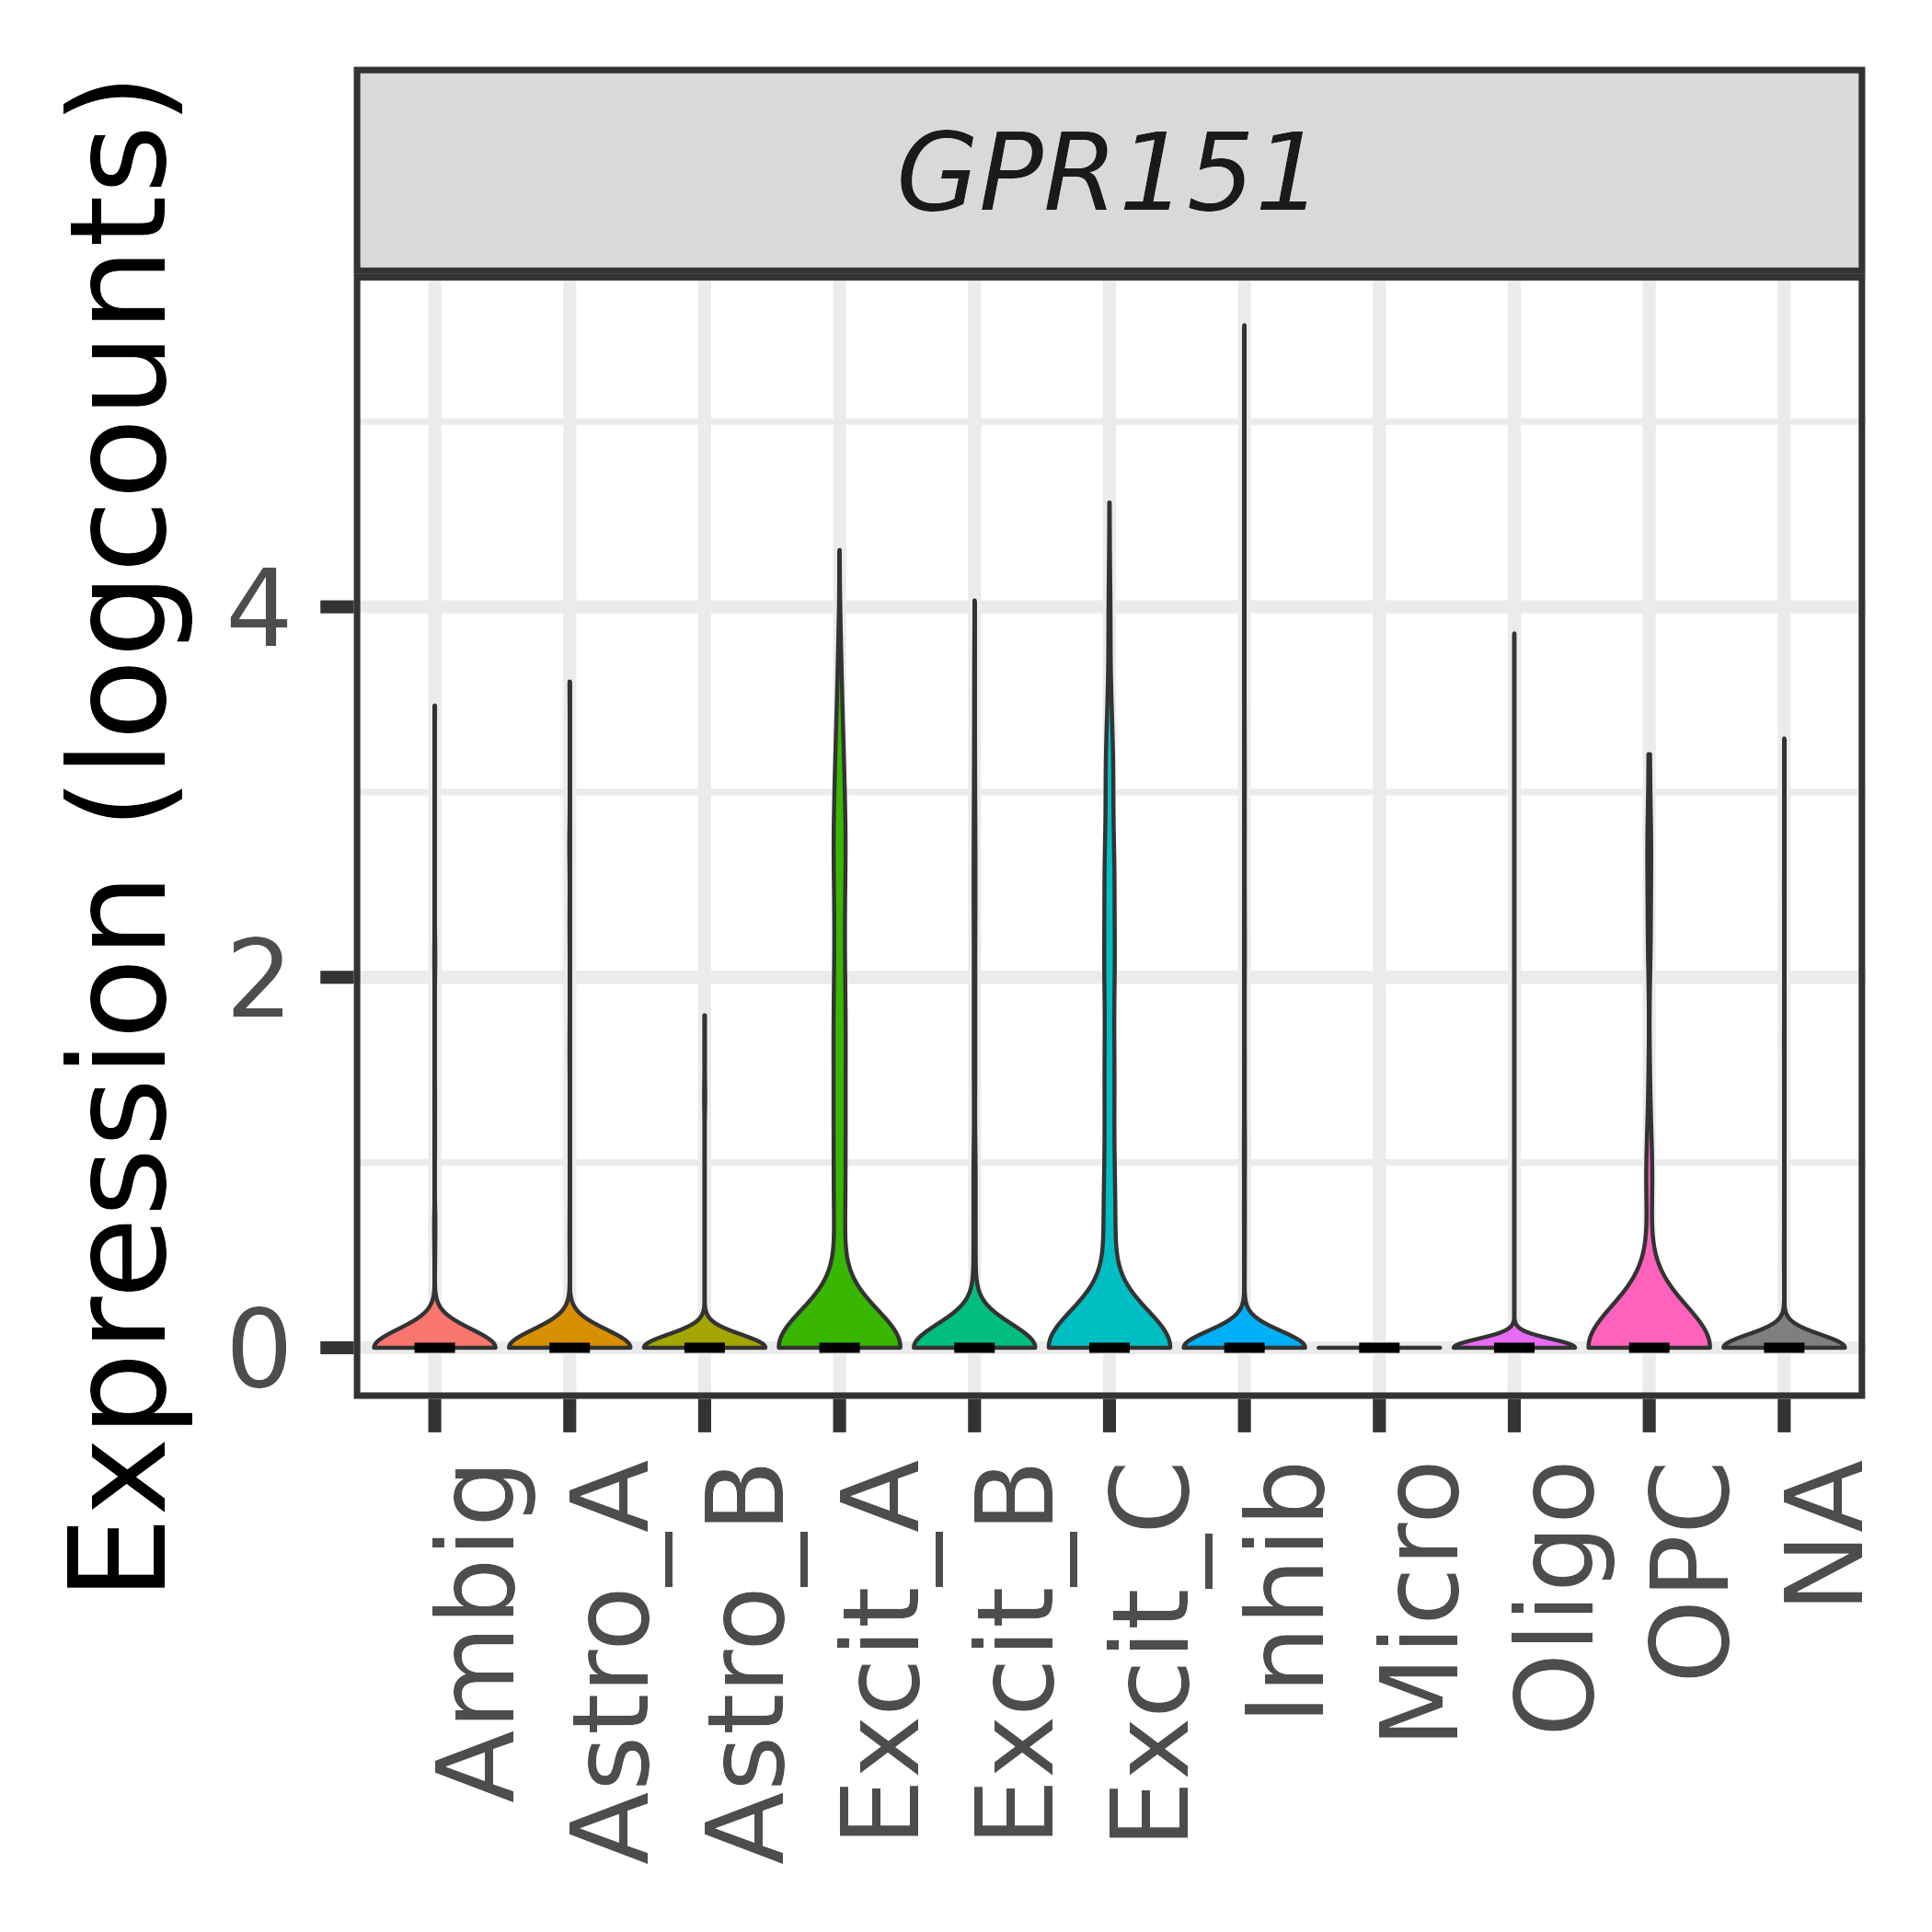 GPR151
Expression (logcounts)
4
2
0
Ambig
Astro_A
Astro_B
Excit_A
Excit_B
Excit_C
Inhib
Micro
Oligo
OPC
NA